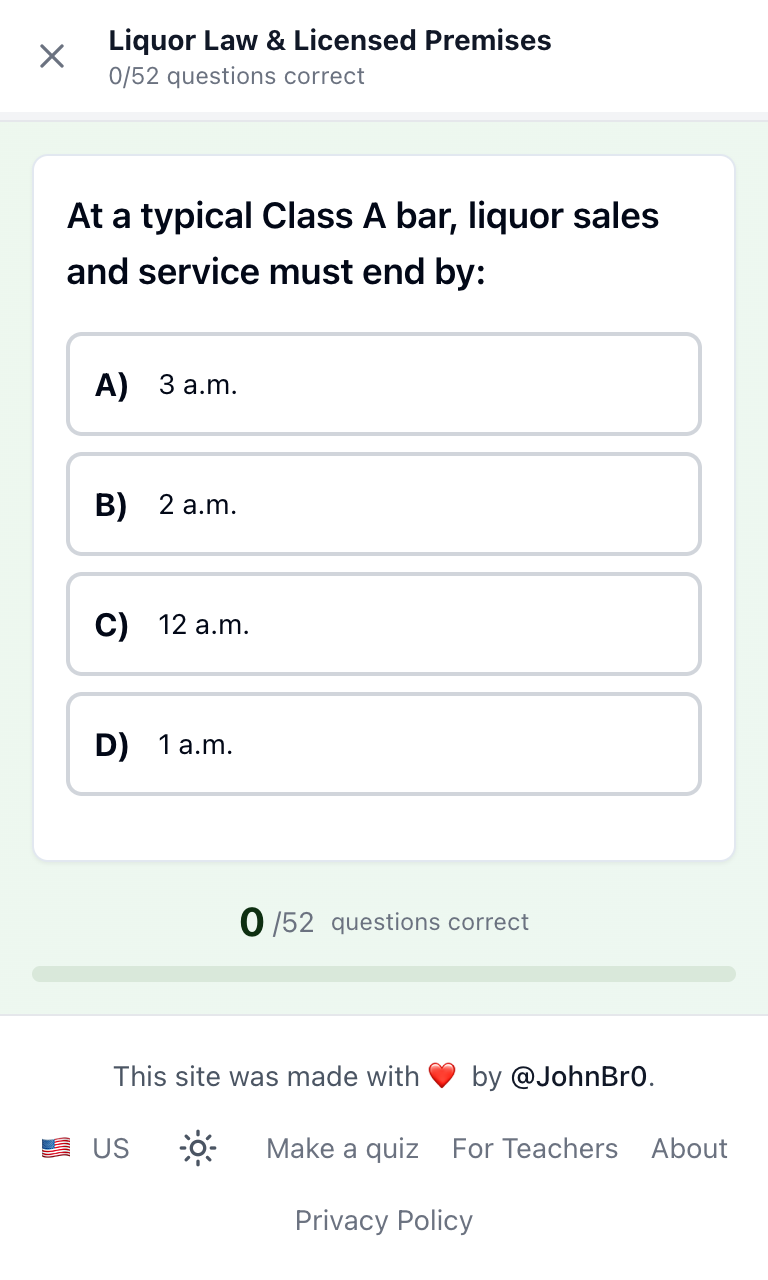 Liquor Law & Licensed Premises
0/52 questions correct
At a typical Class A bar, liquor sales
and service must end by:
A) 3 a.m.
B) 2 a.m.
C) 12 a.m.
D) 1 a.m.
0 /52 questions correct
This site was made with ❤️ by @JohnBr0.
🇺🇸 US Make a quiz For Teachers About
Privacy Policy